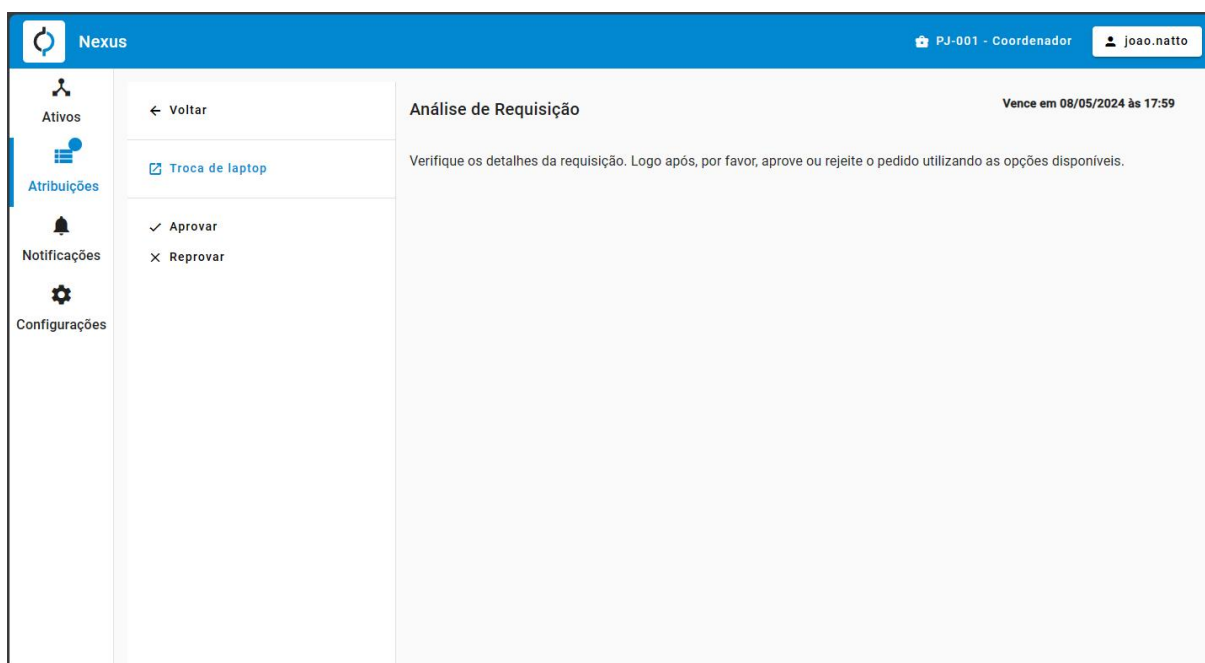 Nexus
PJ-001 - Coordenador
joao.natto
Ativos
Atribuições
Notificações
Configurações
Voltar
Troca de laptop
Aprovar
Reprovar
Análise de Requisição
Vence em 08/05/2024 às 17:59
Verifique os detalhes da requisição. Logo após, por favor, aprove ou rejeite o pedido utilizando as opções disponíveis.